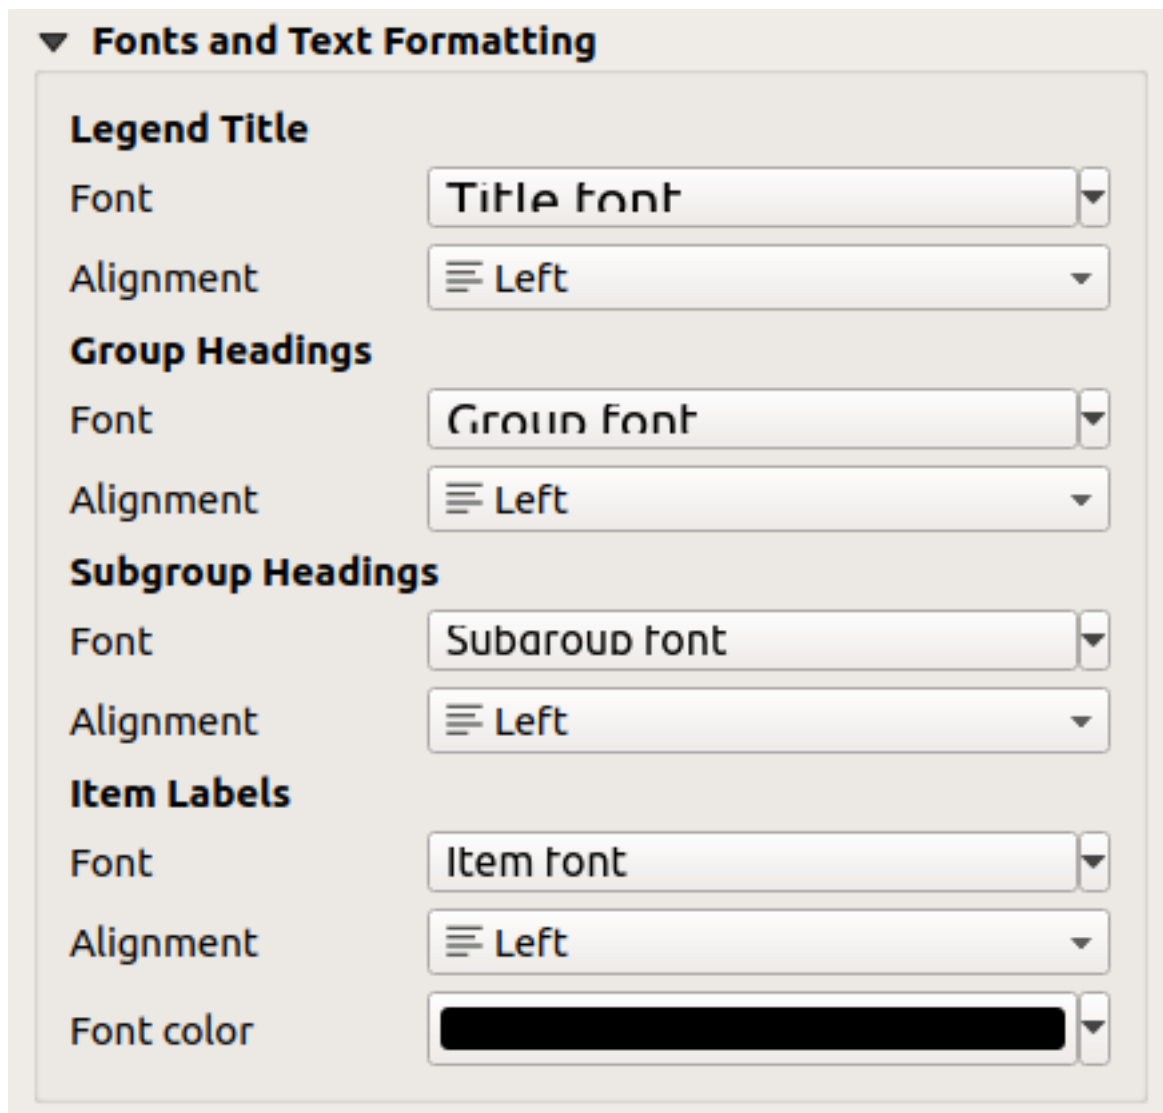 Fonts and Text Formatting
Legend Title
Font Title font
Alignment Left
Group Headings
Font Group font
Alignment Left
Subgroup Headings
Font Subgroup font
Alignment Left
Item Labels
Font Item font
Alignment Left
Font color